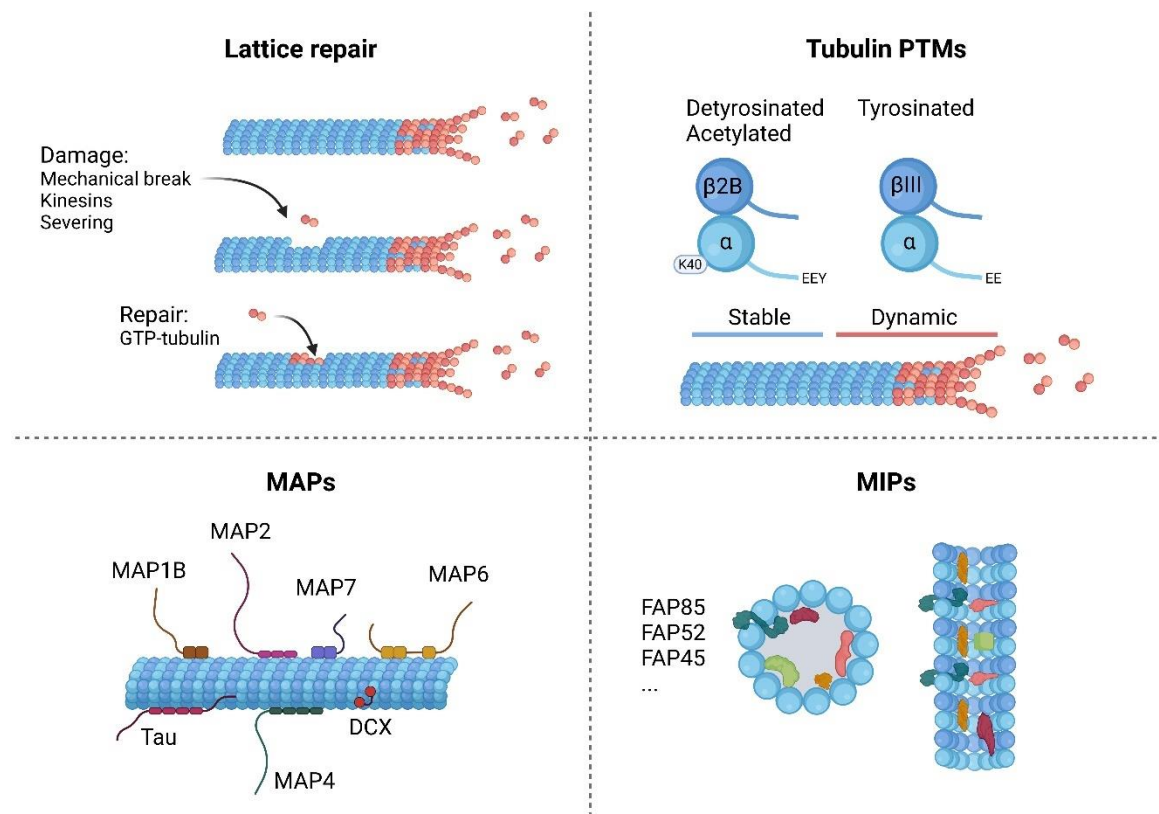 Lattice repair
Damage:
Mechanical break
Kinesins
Severing
Repair:
GTP-tubulin
Tubulin PTMs
Detyrosinated
Acetylated
Tyrosinated
β2B
βIII
α
α
K40
EEY
EE
Stable
Dynamic
MAPs
MAP2
MAP1B
MAP7
MAP6
Tau
DCX
MAP4
MIPs
FAP85
FAP52
FAP45
...